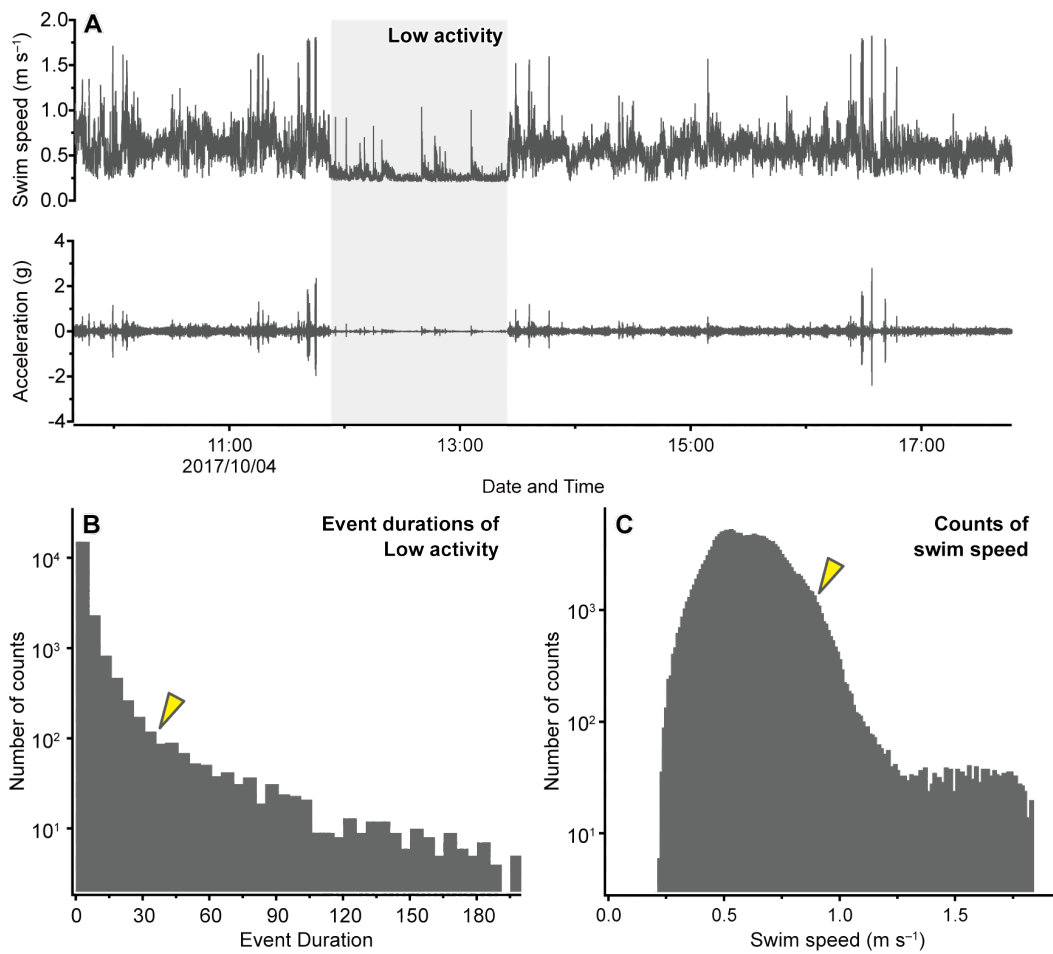 A
Low activity
Swim speed (m s⁻¹)
2.0
1.5
1.0
0.5
0.0
Acceleration (g)
4
2
0
-2
-4
11:00
13:00
15:00
17:00
2017/10/04
Date and Time
B
Event durations of
Low activity
Number of counts
10⁴
10³
10²
10¹
0
30
60
90
120
150
180
Event Duration
C
Counts of
swim speed
Number of counts
10³
10²
10¹
0.0
0.5
1.0
1.5
Swim speed (m s⁻¹)